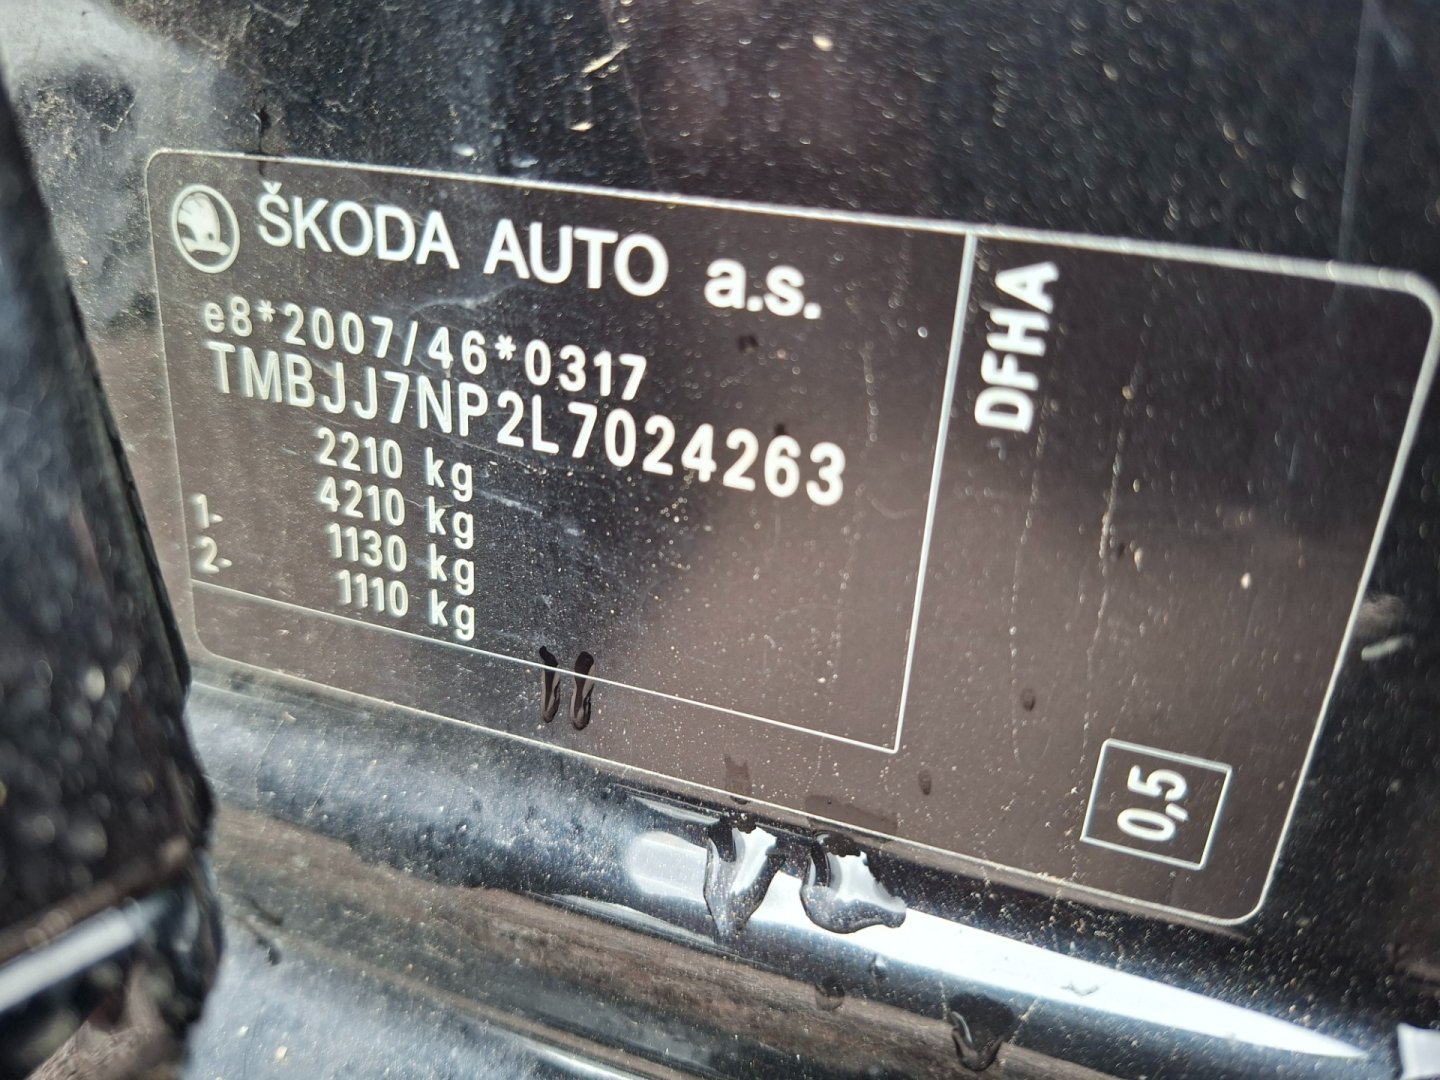 ŠKODA AUTO a.s.
e8*2007/46*0317
TMBJJ7NP2L7024263
2210 kg
4210 kg
1- 1130 kg
2- 1110 kg
DFHA
0,5